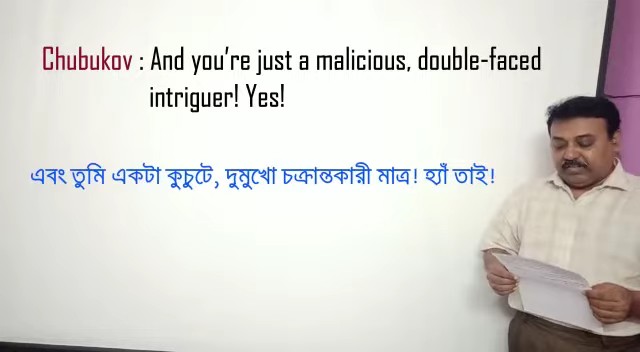 Chubukov : And you're just a malicious, double-faced
intriguer! Yes!
এবং তুমি একটা কুচুটে, দুমুখো চক্রান্তকারী মাত্র! হ্যাঁ তাই!